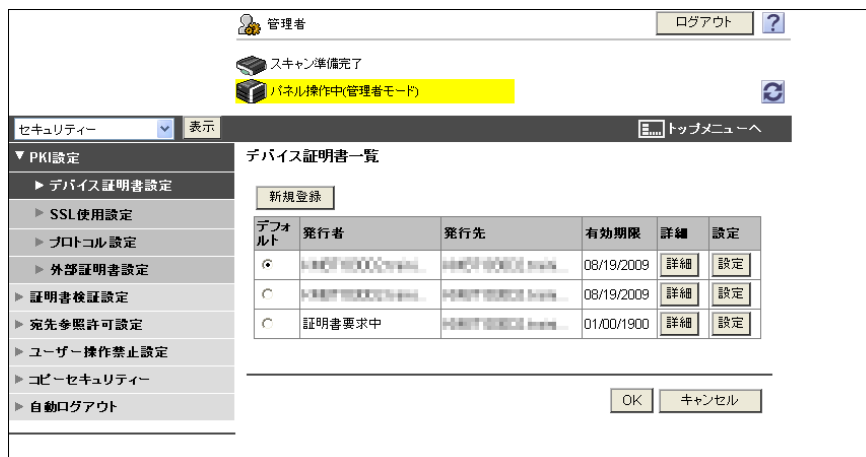 管理者
ログアウト
?
スキャン準備完了
パネル操作中(管理者モード)
セキュリティー
表示
トップメニューへ
▼ PKI設定
▶ デバイス証明書設定
▶ SSL使用設定
▶ プロトコル設定
▶ 外部証明書設定
▶ 証明書検証設定
▶ 宛先参照許可設定
▶ ユーザー操作禁止設定
▶ コピーセキュリティー
▶ 自動ログアウト
デバイス証明書一覧
新規登録
デフォルト 発行者 発行先 有効期限 詳細 設定
08/19/2009 詳細 設定
08/19/2009 詳細 設定
証明書要求中 01/00/1900 詳細 設定
OK キャンセル